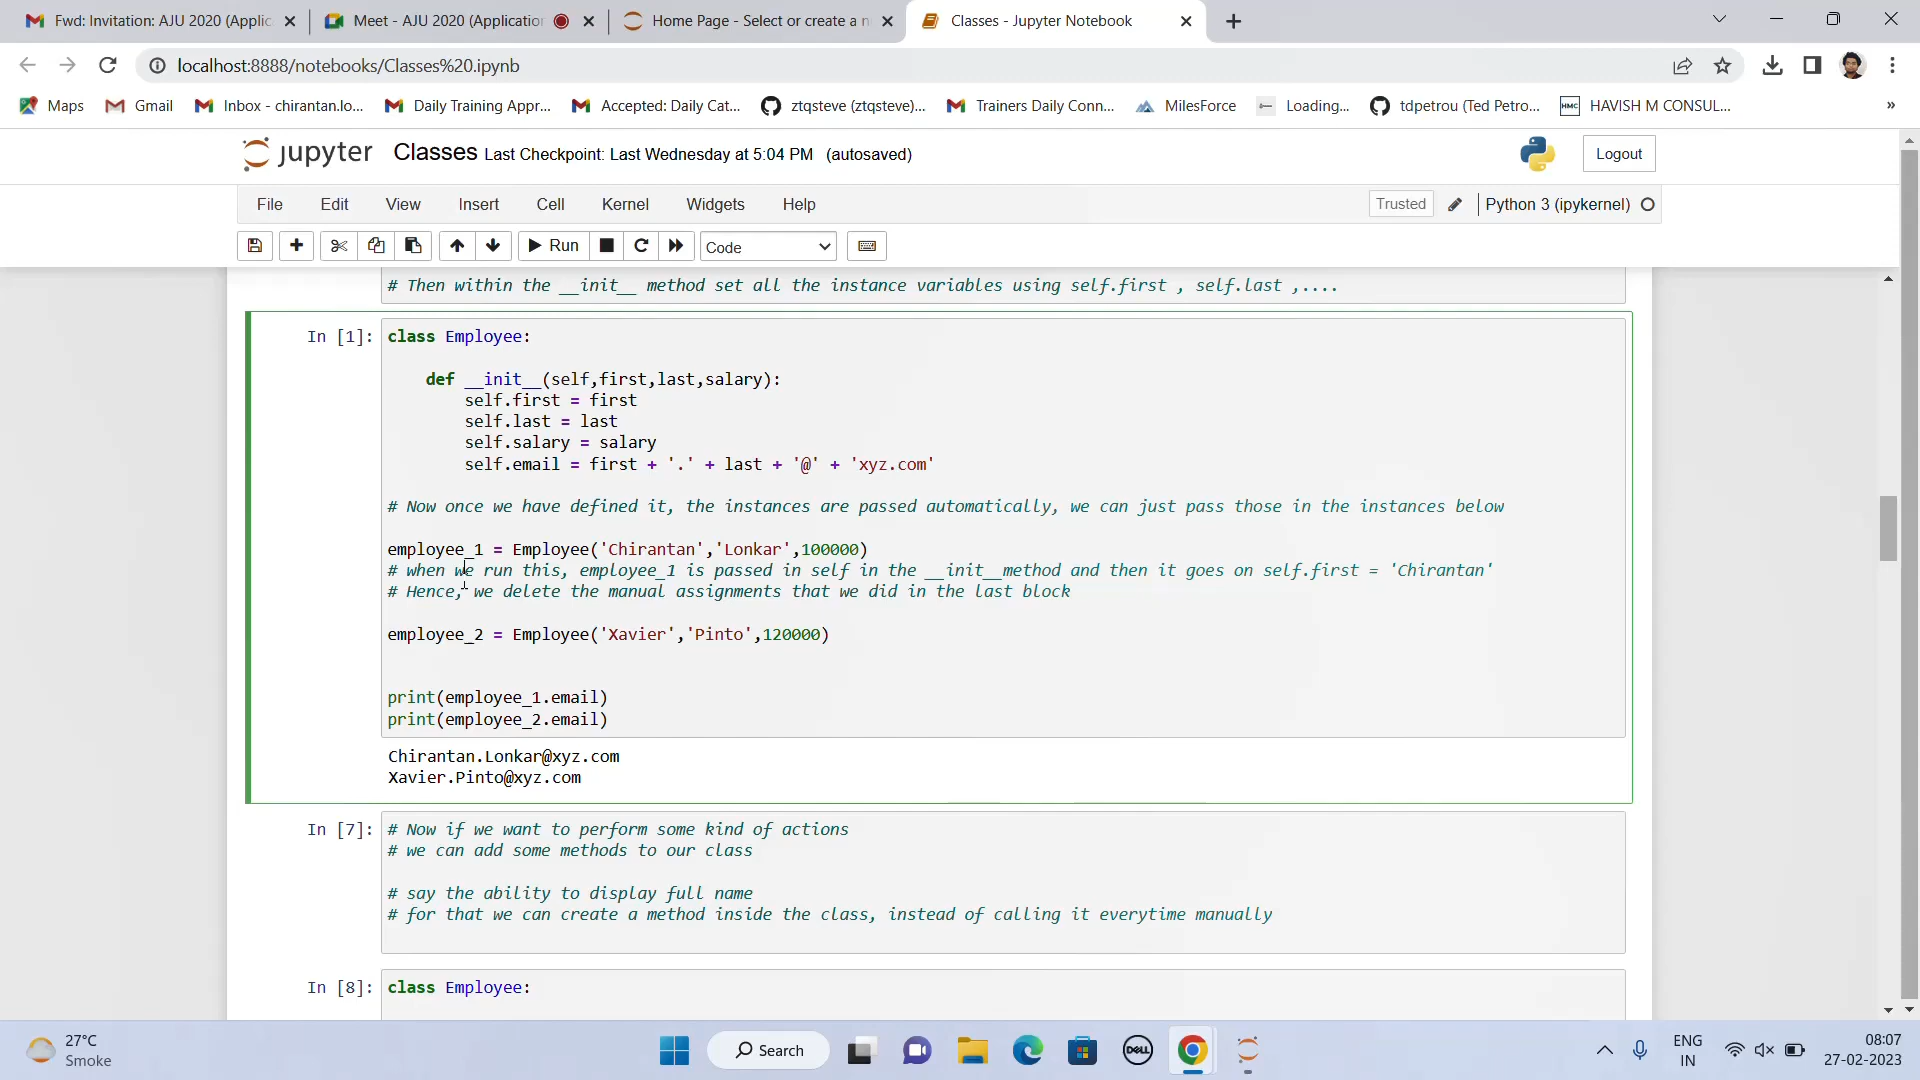 Fwd: Invitation: AJU 2020 (Applic
Meet - AJU 2020 (Application
Home Page - Select or create a n
Classes - Jupyter Notebook
localhost:8888/notebooks/Classes%20.ipynb
Maps
Gmail
Inbox - chirantan.lo...
Daily Training Appr...
Accepted: Daily Cat...
ztqsteve (ztqsteve)...
Trainers Daily Conn...
MilesForce
Loading...
tdpetrou (Ted Petro...
HMC
HAVISH M CONSUL...
»
jupyter Classes Last Checkpoint: Last Wednesday at 5:04 PM (autosaved)
Logout
File Edit View Insert Cell Kernel Widgets Help
Trusted
Python 3 (ipykernel)
Run
Code
# Then within the __init__ method set all the instance variables using self.first , self.last ,....
In [1]: class Employee:
def __init__(self,first,last,salary):
self.first = first
self.last = last
self.salary = salary
self.email = first + '.' + last + '@' + 'xyz.com'
# Now once we have defined it, the instances are passed automatically, we can just pass those in the instances below
employee_1 = Employee('Chirantan','Lonkar',100000)
# when we run this, employee_1 is passed in self in the __init__method and then it goes on self.first = 'Chirantan'
# Hence, we delete the manual assignments that we did in the last block
employee_2 = Employee('Xavier','Pinto',120000)
print(employee_1.email)
print(employee_2.email)
Chirantan.Lonkar@xyz.com
Xavier.Pinto@xyz.com
In [7]: # Now if we want to perform some kind of actions
# we can add some methods to our class
# say the ability to display full name
# for that we can create a method inside the class, instead of calling it everytime manually
In [8]: class Employee:
27°C
Smoke
Search
DELL
ENG
IN
08:07
27-02-2023